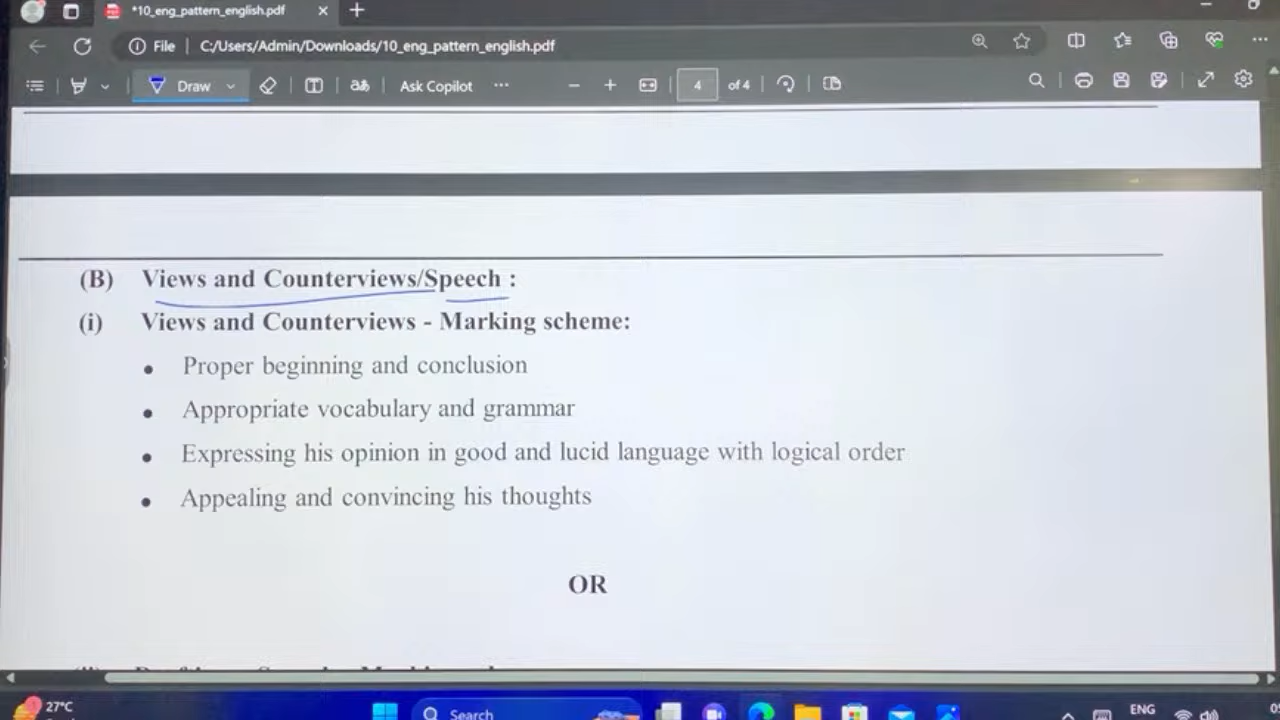 *10_eng_pattern_english.pdf
File | C:/Users/Admin/Downloads/10_eng_pattern_english.pdf
Draw aあ Ask Copilot 4 of 4
(B) Views and Counterviews/Speech :
(i) Views and Counterviews - Marking scheme:
• Proper beginning and conclusion
• Appropriate vocabulary and grammar
• Expressing his opinion in good and lucid language with logical order
• Appealing and convincing his thoughts
OR
27°C
Search
ENG